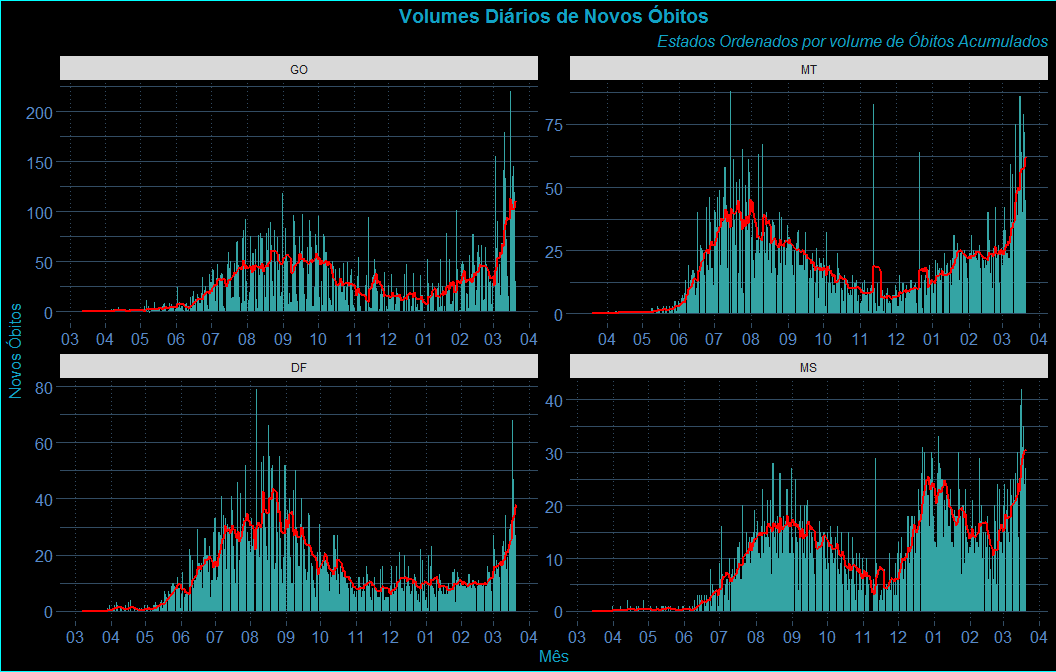 Volumes Diários de Novos Óbitos
Estados Ordenados por volume de Óbitos Acumulados
GO
200
150
100
50
0
03 04 05 06 07 08 09 10 11 12 01 02 03 04
MT
75
50
25
0
04 05 06 07 08 09 10 11 12 01 02 03 04
Novos Óbitos
DF
80
60
40
20
0
03 04 05 06 07 08 09 10 11 12 01 02 03 04
MS
40
30
20
10
0
03 04 05 06 07 08 09 10 11 12 01 02 03 04
Mês